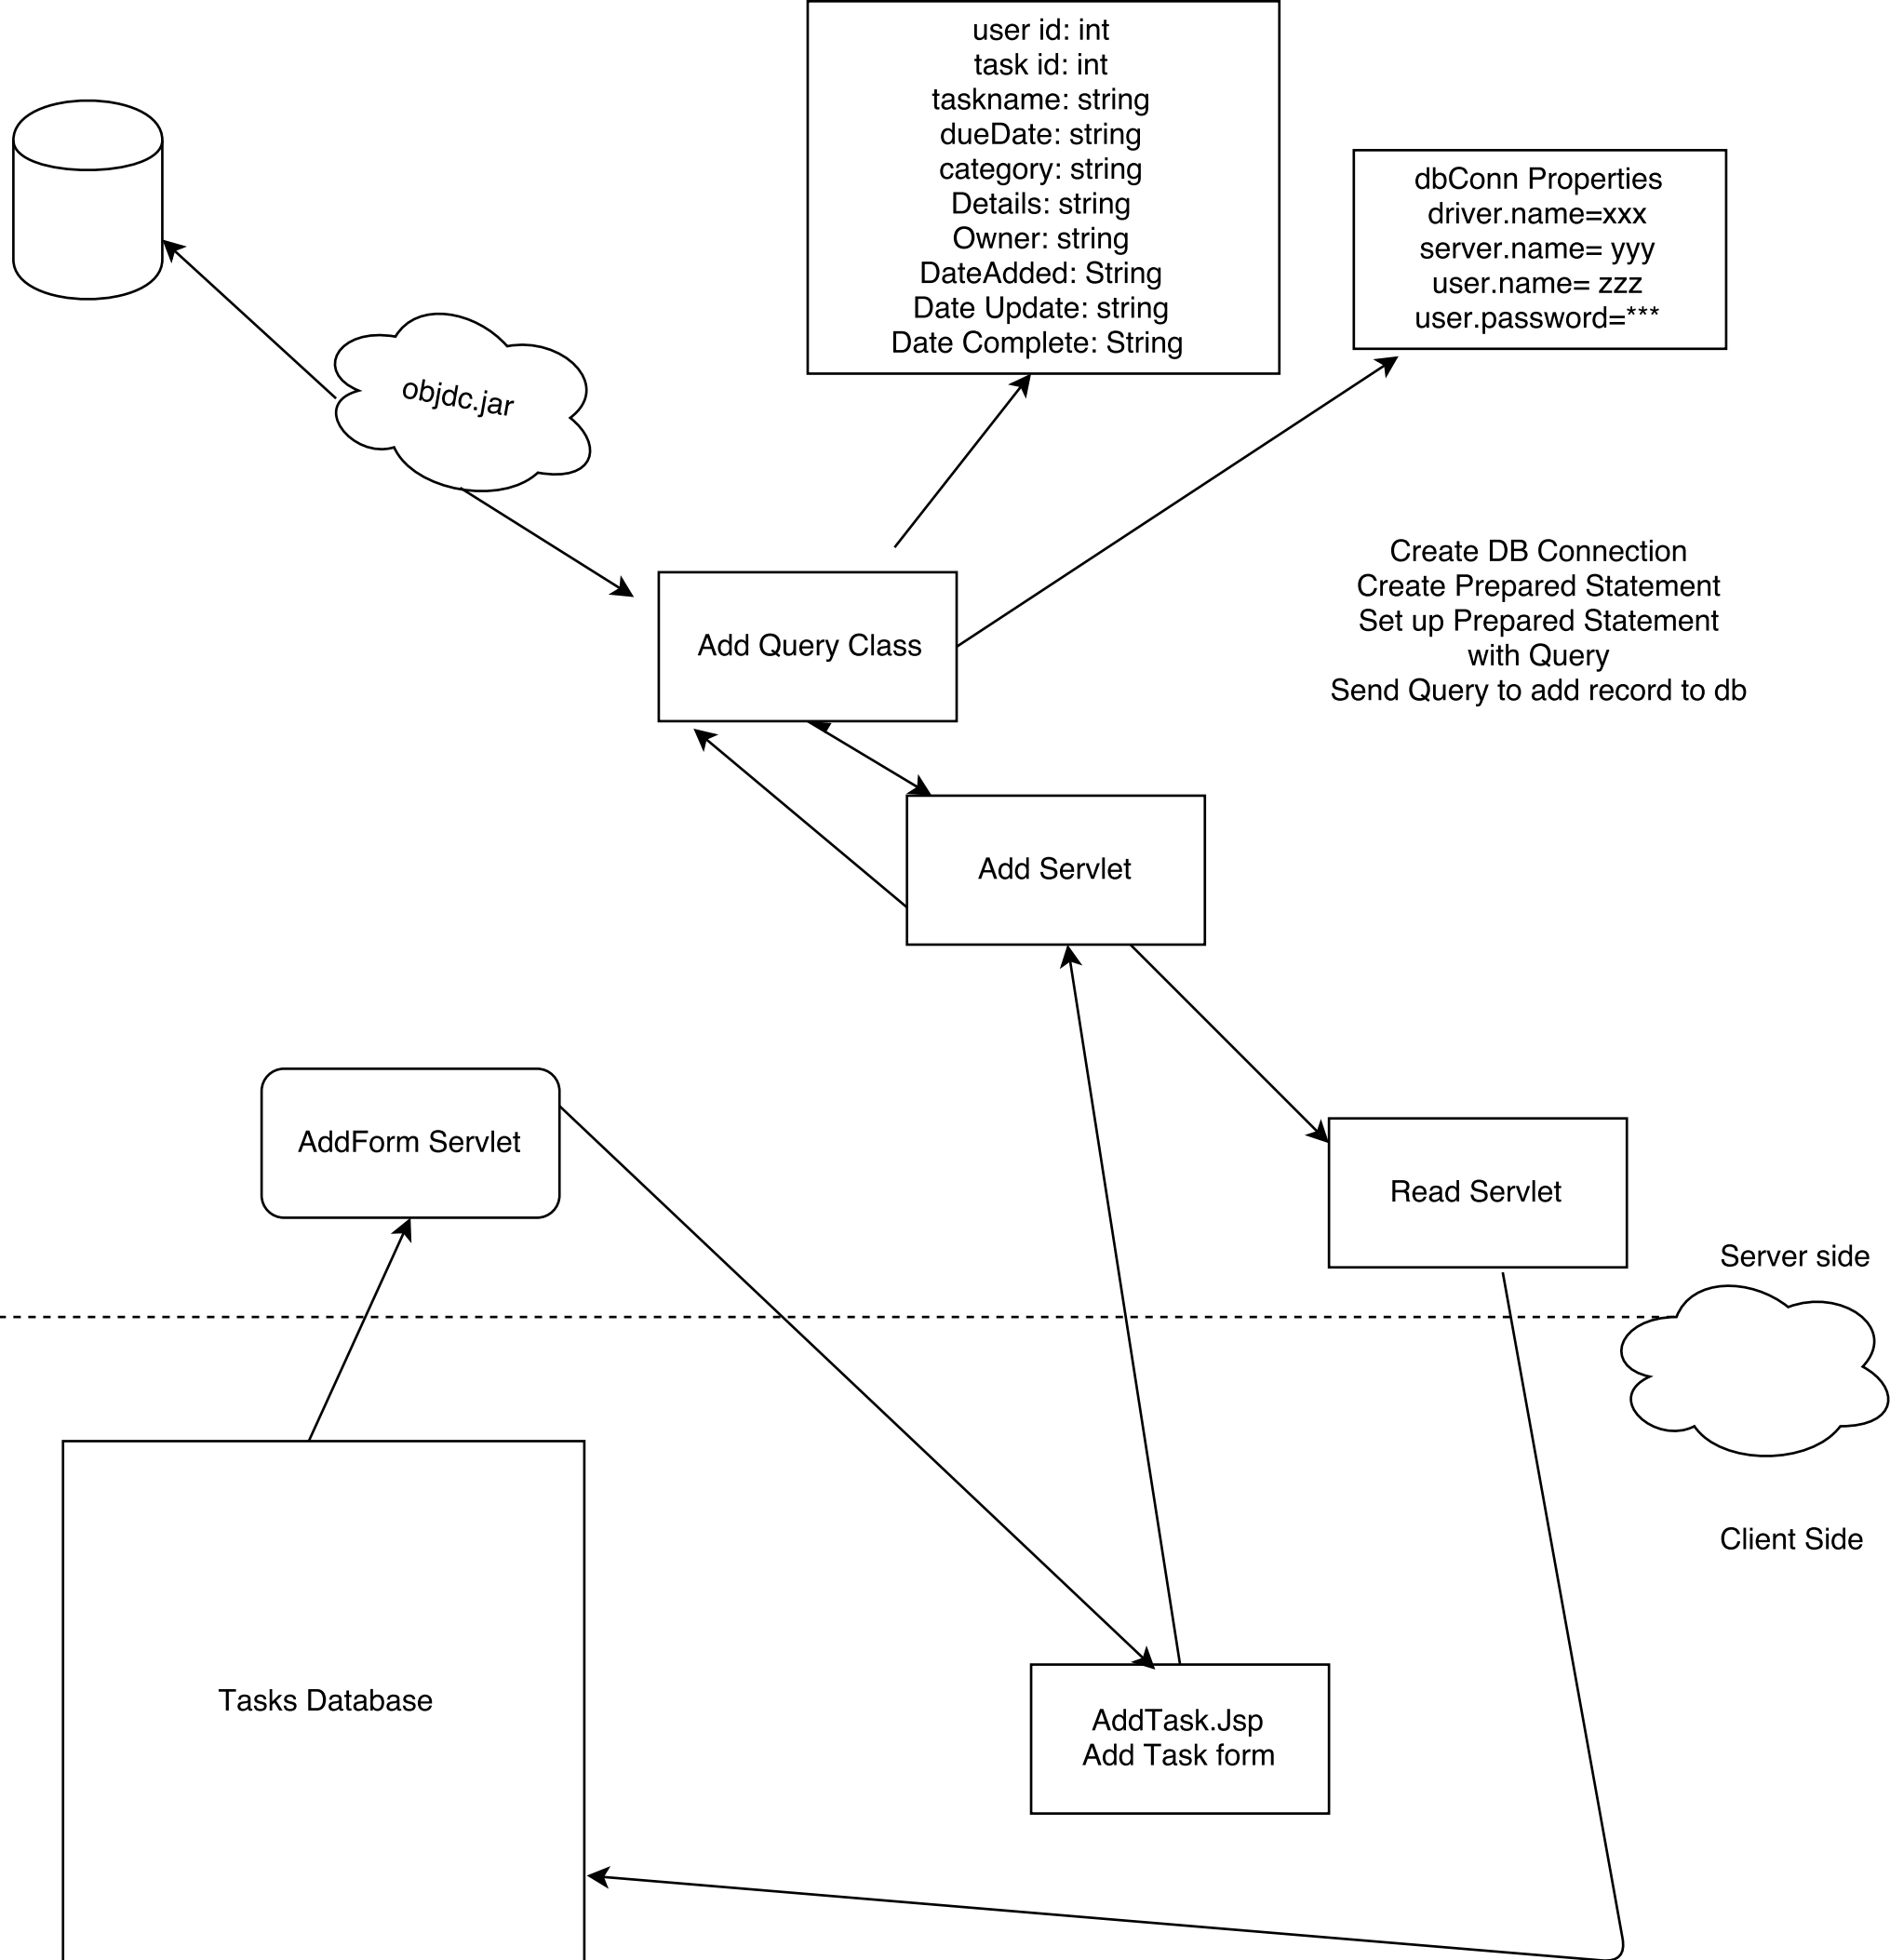 user id: int
task id: int
taskname: string
dueDate: string
category: string
Details: string
Owner: string
DateAdded: String
Date Update: string
Date Complete: String
dbConn Properties
driver.name=xxx
server.name= yyy
user.name= zzz
user.password=***
objdc.jar
Create DB Connection
Create Prepared Statement
Set up Prepared Statement
with Query
Send Query to add record to db
Add Query Class
Add Servlet
AddForm Servlet
Read Servlet
Server side
Client Side
Tasks Database
AddTask.Jsp
Add Task form